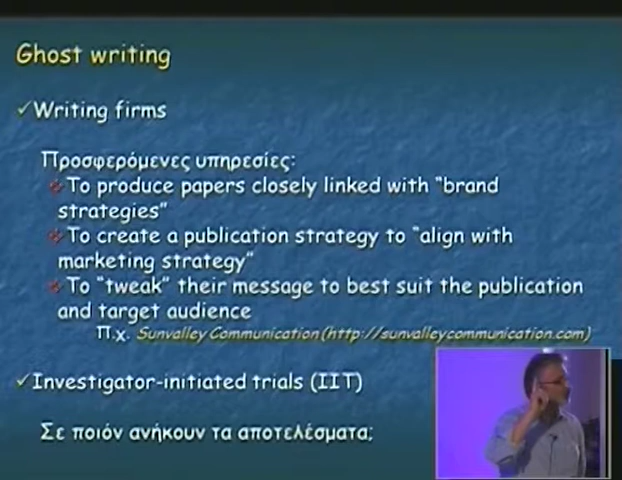 Ghost writing
✓Writing firms
Προσφερόμενες υπηρεσίες:
❖To produce papers closely linked with "brand
strategies"
❖To create a publication strategy to "align with
marketing strategy"
❖To "tweak" their message to best suit the publication
and target audience
Π.χ. Sunvalley Communication (http://sunvalleycommunication.com)
✓Investigator-initiated trials (IIT)
Σε ποιόν ανήκουν τα αποτελέσματα;